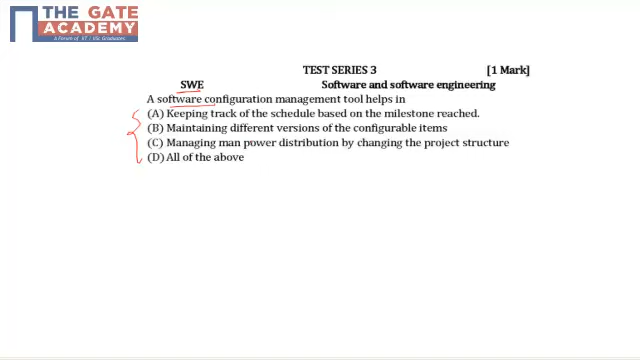 THE GATE
ACADEMY
A Forum of IIT / IISc Graduates
TEST SERIES 3 [1 Mark]
SWE Software and software engineering
A software configuration management tool helps in
(A) Keeping track of the schedule based on the milestone reached.
(B) Maintaining different versions of the configurable items
(C) Managing man power distribution by changing the project structure
(D) All of the above